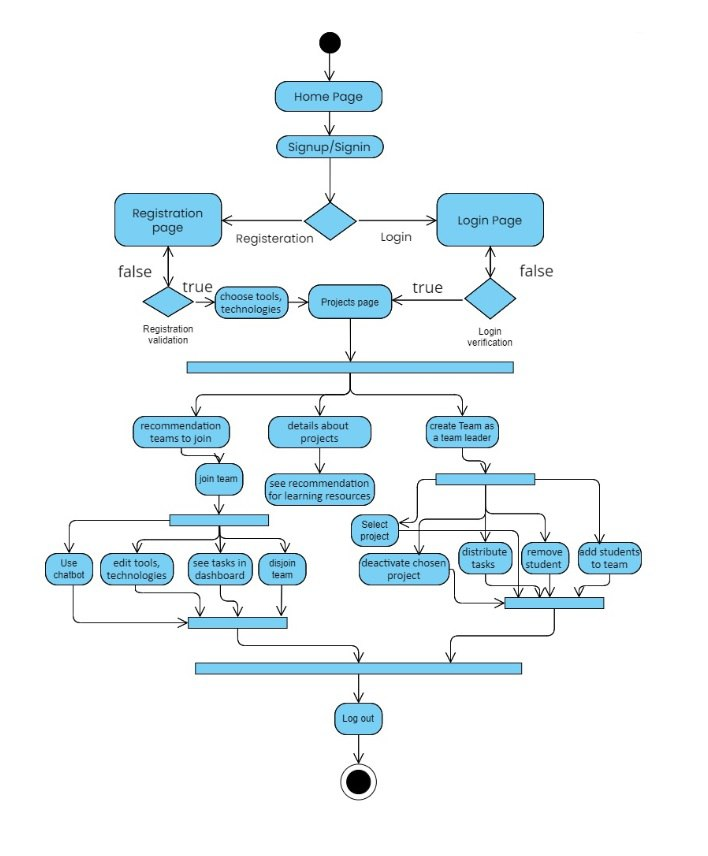 Home Page
Signup/Signin
Registration
page
Login Page
Registeration
Login
false
false
true
true
choose tools,
technologies
Projects page
Registration
validation
Login
verification
recommendation
teams to join
details about
projects
create Team as
a team leader
join team
see recommendation
for learning resources
Select
project
Use
chatbot
edit tools,
technologies
see tasks in
dashboard
disjoin
team
deactivate chosen
project
distribute
tasks
remove
student
add students
to team
Log out